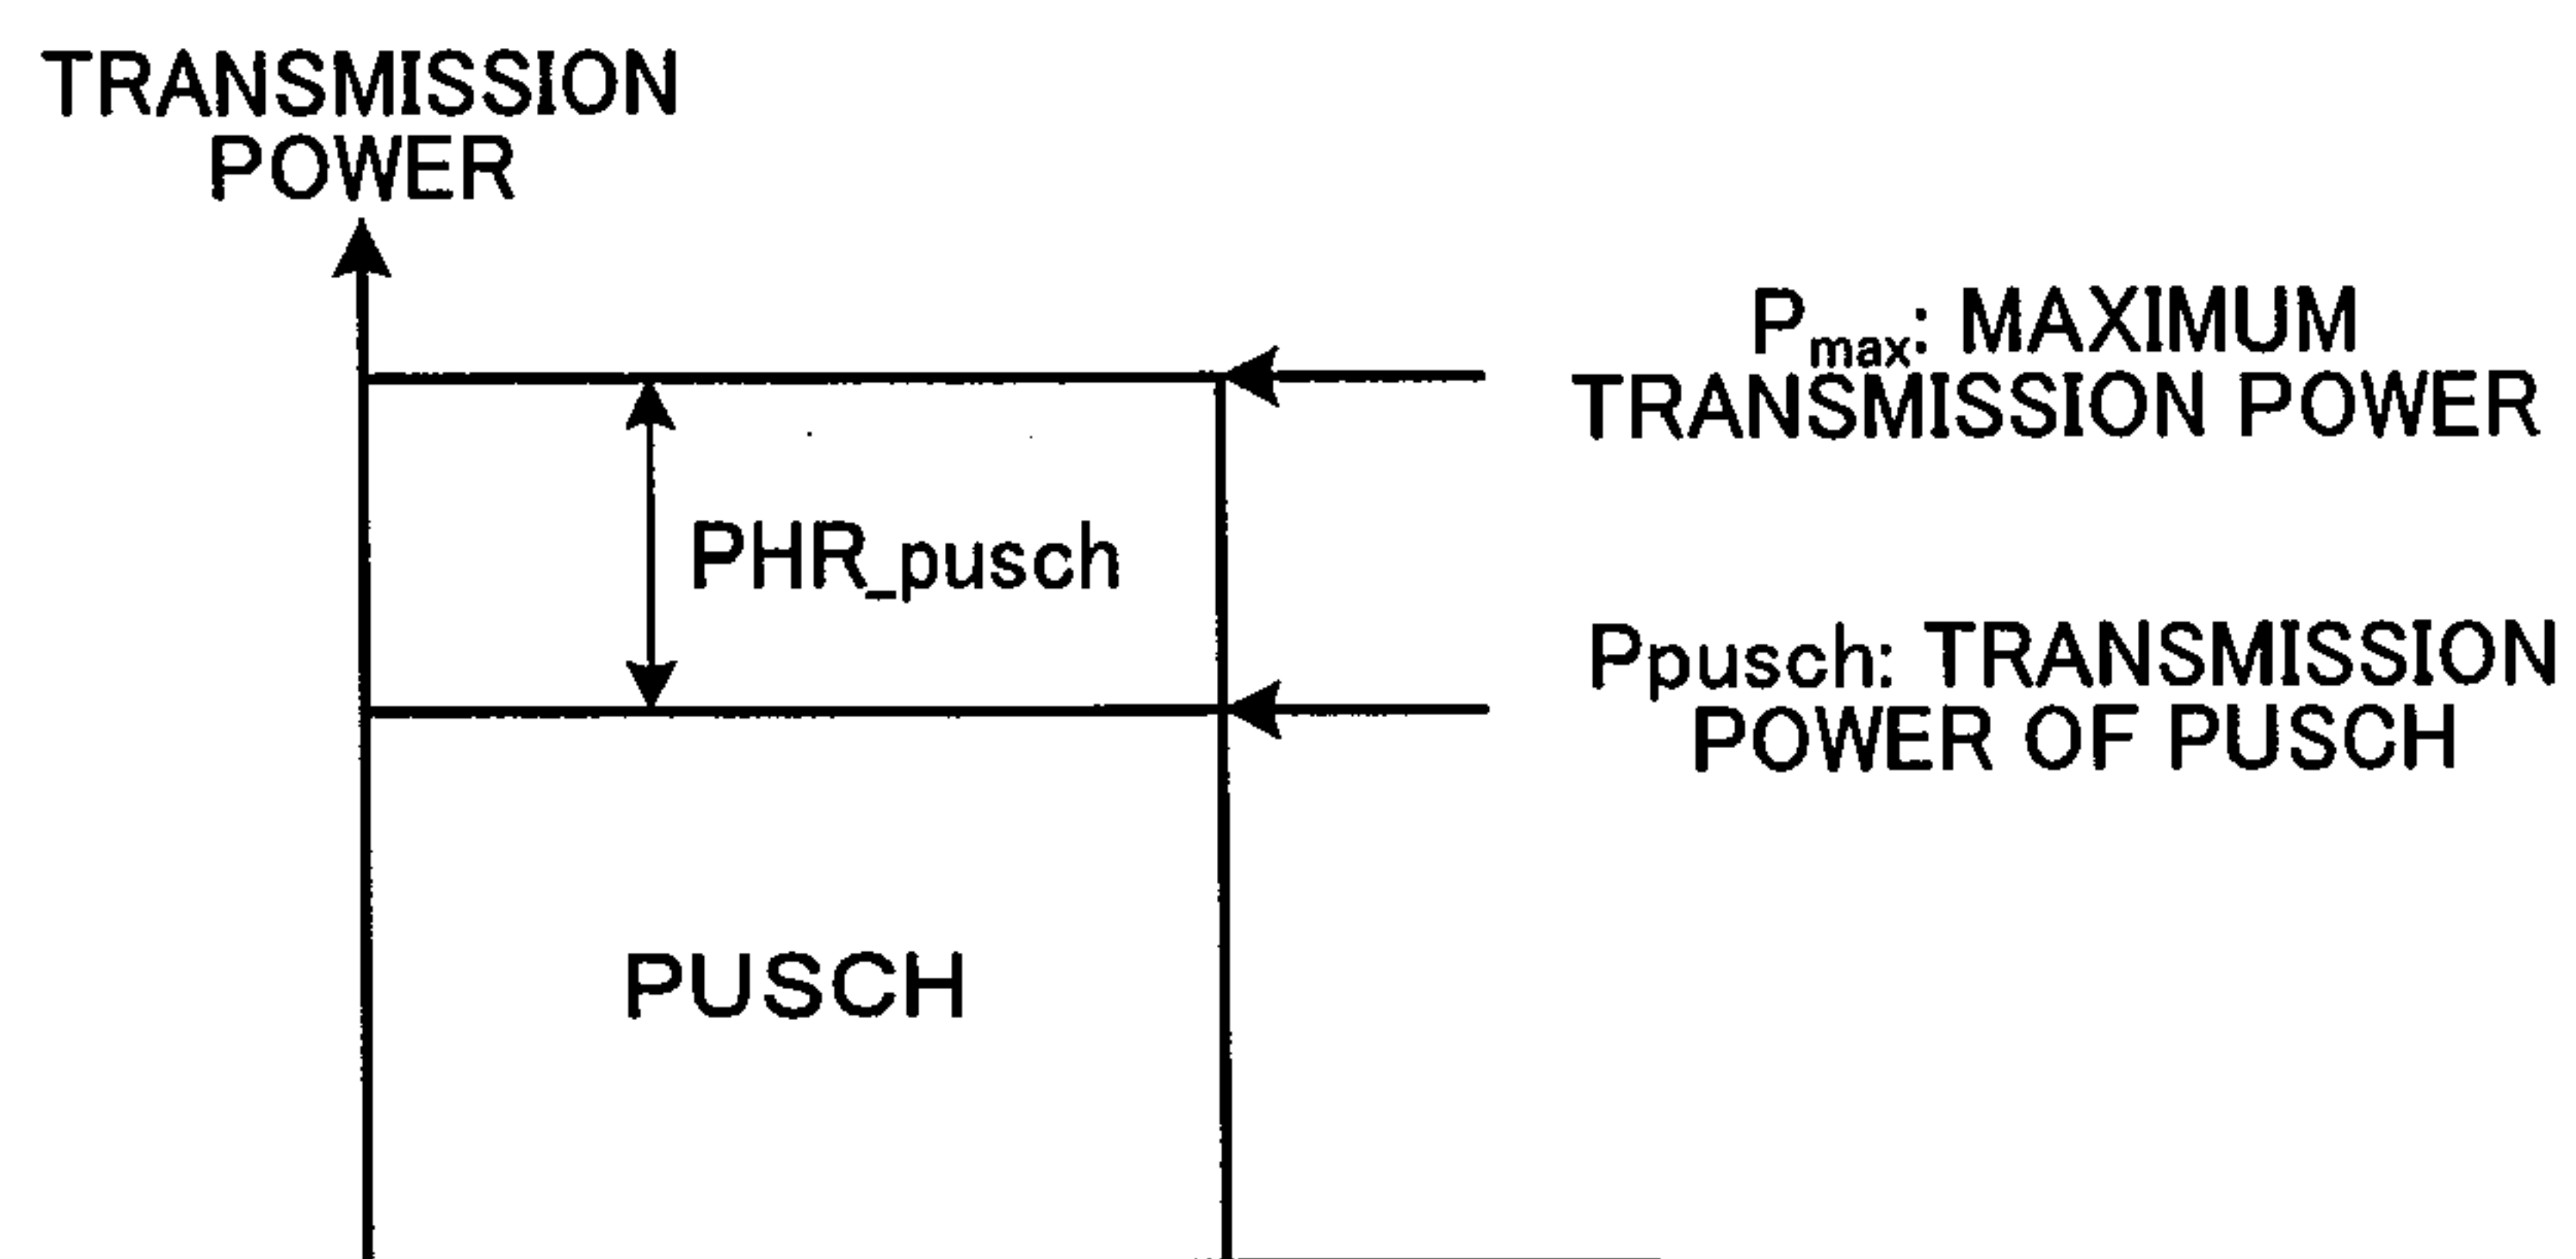 TRANSMISSION
POWER
Pmax: MAXIMUM
TRANSMISSION POWER
PHR_pusch
Ppusch: TRANSMISSION
POWER OF PUSCH
PUSCH